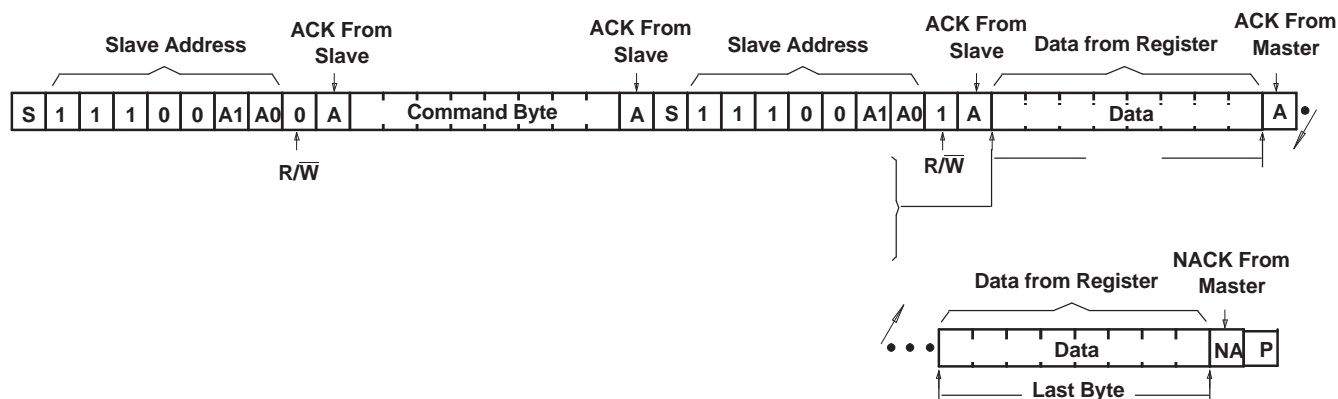 Slave Address
ACK From
Slave
ACK From
Slave
Slave Address
ACK From
Slave
Data from Register
ACK From
Master
S 1 1 1 0 0 A1 A0 0 A Command Byte A S 1 1 1 0 0 A1 A0 1 A Data A
R/W̅
R/W̅
Data from Register
NACK From
Master
Data NA P
Last Byte